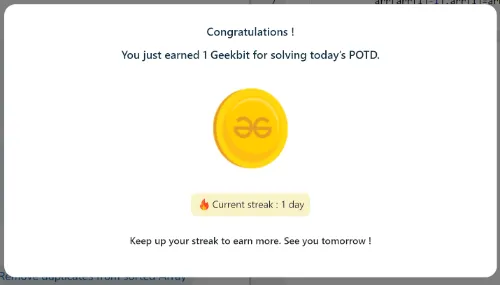 Congratulations !
You just earned 1 Geekbit for solving today's POTD.
Current streak : 1 day
Keep up your streak to earn more. See you tomorrow !
Remove duplicates from sorted Array